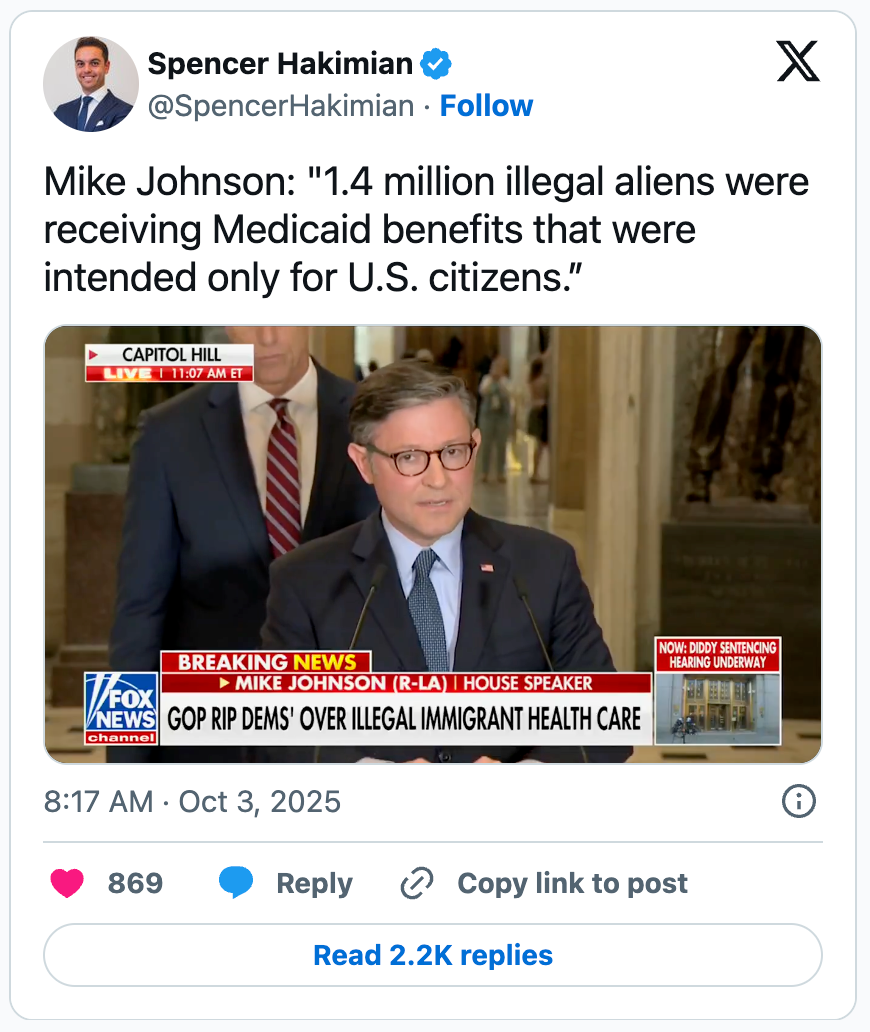 Spencer Hakimian
@SpencerHakimian · Follow
Mike Johnson: "1.4 million illegal aliens were
receiving Medicaid benefits that were
intended only for U.S. citizens.”
CAPITOL HILL
LIVE | 11:07 AM ET
BREAKING NEWS
MIKE JOHNSON (R-LA) | HOUSE SPEAKER
GOP RIP DEMS' OVER ILLEGAL IMMIGRANT HEALTH CARE
FOX
NEWS
channel
NOW: DIDDY SENTENCING
HEARING UNDERWAY
8:17 AM · Oct 3, 2025
869 Reply Copy link to post
Read 2.2K replies